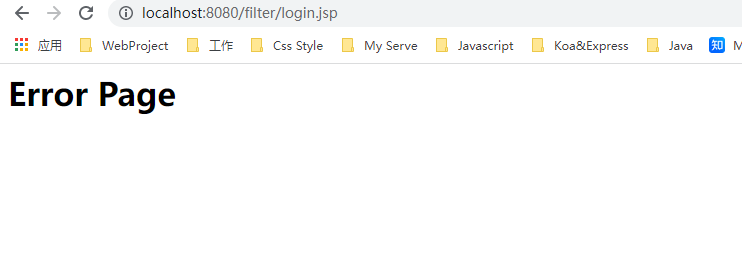 localhost:8080/filter/login.jsp
应用 WebProject 工作 Css Style My Serve Javascript Koa&Express Java 知 M
Error Page